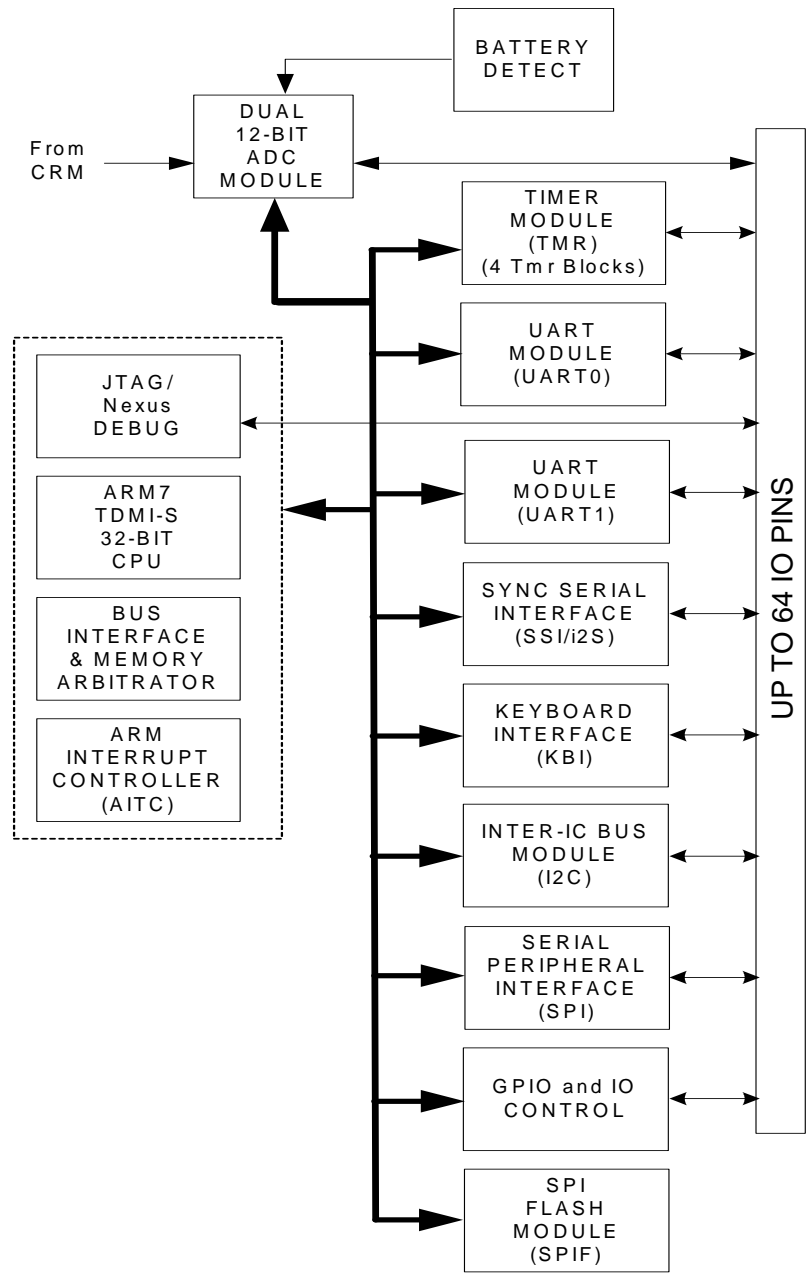 BATTERY
DETECT
DUAL
12-BIT
ADC
MODULE
From
CRM
TIMER
MODULE
(TMR)
(4 Tmr Blocks)
UART
MODULE
(UART0)
JTAG/
Nexus
DEBUG
ARM7
TDMI-S
32-BIT
CPU
BUS
INTERFACE
& MEMORY
ARBITRATOR
ARM
INTERRUPT
CONTROLLER
(AITC)
UART
MODULE
(UART1)
SYNC SERIAL
INTERFACE
(SSI/i2S)
KEYBOARD
INTERFACE
(KBI)
INTER-IC BUS
MODULE
(I2C)
SERIAL
PERIPHERAL
INTERFACE
(SPI)
GPIO and IO
CONTROL
SPI
FLASH
MODULE
(SPIF)
UP TO 64 IO PINS